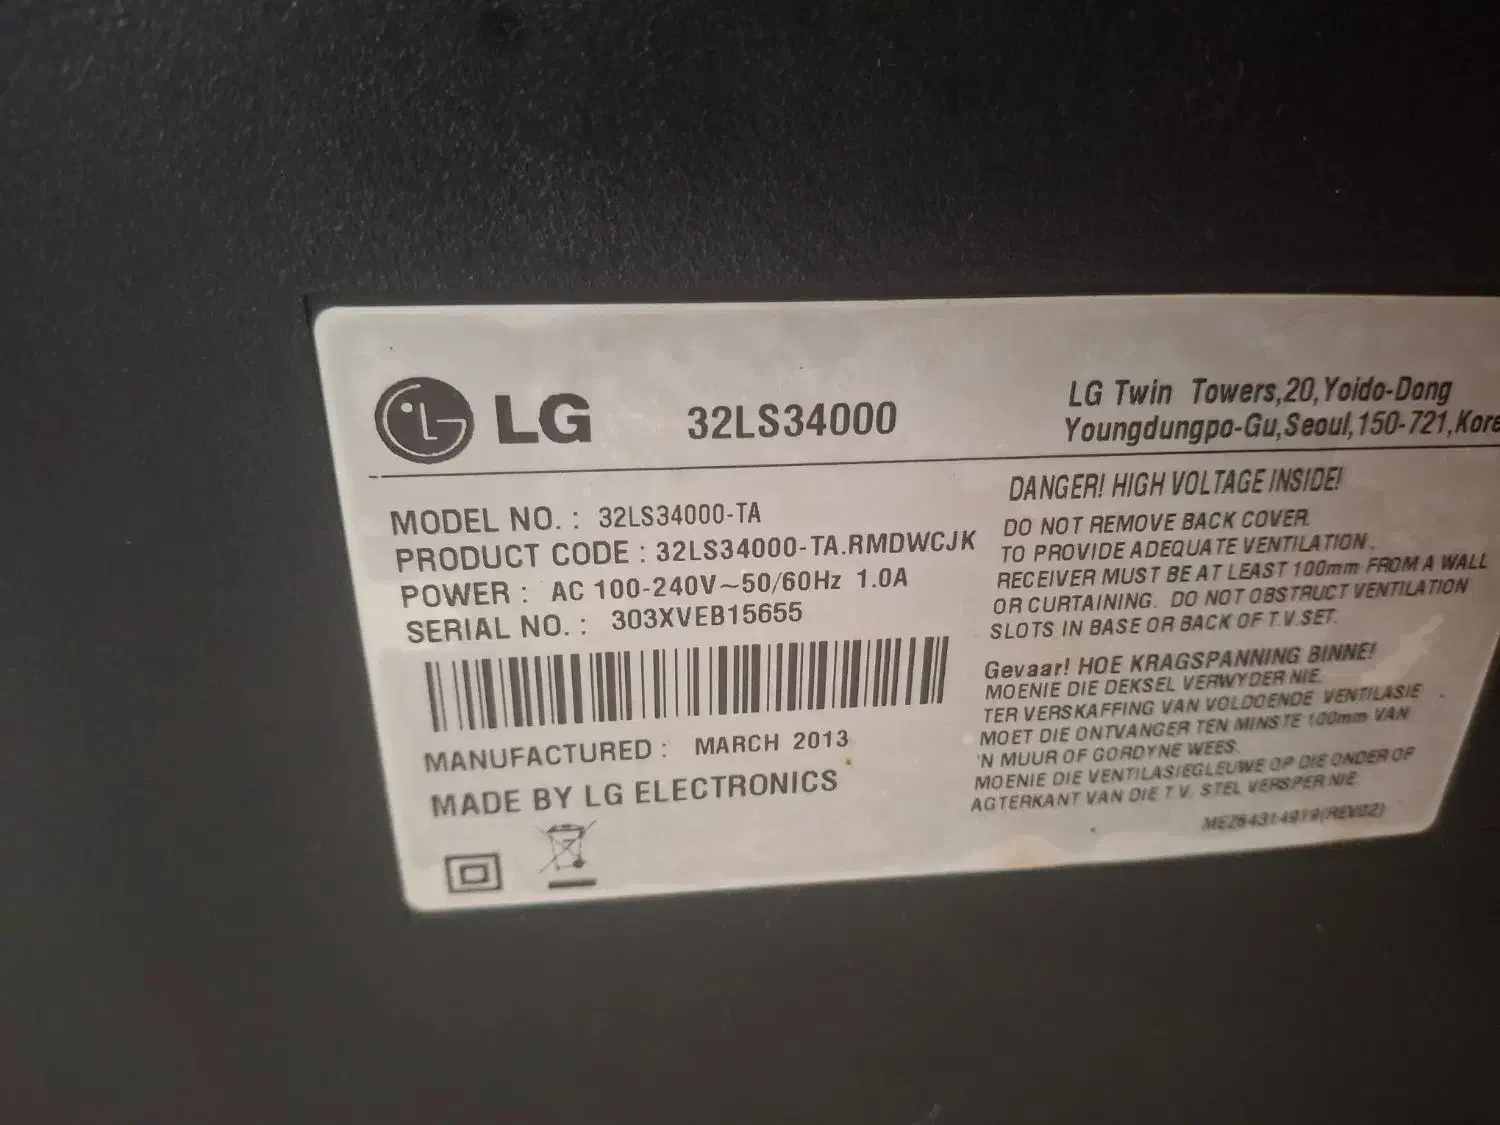 LG
32LS34000
LG Twin Towers,20,Yoido-Dong
Youngdungpo-Gu,Seoul,150-721,Kore
MODEL NO. : 32LS34000-TA
PRODUCT CODE : 32LS34000-TA.RMDWCJK
POWER : AC 100-240V~50/60Hz 1.0A
SERIAL NO. : 303XVEB15655
MANUFACTURED : MARCH 2013
MADE BY LG ELECTRONICS
DANGER! HIGH VOLTAGE INSIDE!
DO NOT REMOVE BACK COVER.
TO PROVIDE ADEQUATE VENTILATION.
RECEIVER MUST BE AT LEAST 100mm FROM A WALL
OR CURTAINING. DO NOT OBSTRUCT VENTILATION
SLOTS IN BASE OR BACK OF T.V.SET.
Gevaar! HOE KRAGSPANNING BINNE!
MOENIE DIE DEKSEL VERWYDER NIE.
TER VERSKAFFING VAN VOLDOENDE VENTILASIE
MOET DIE ONTVANGER TEN MINSTE 100mm VAN
'N MUUR OF GORDYNE WEES.
MOENIE DIE VENTILASIEGLEUWE OP DIE ONDER OF
AGTERKANT VAN DIE T.V. STEL VERSPER NIE.
MEZ64314919(REV02)